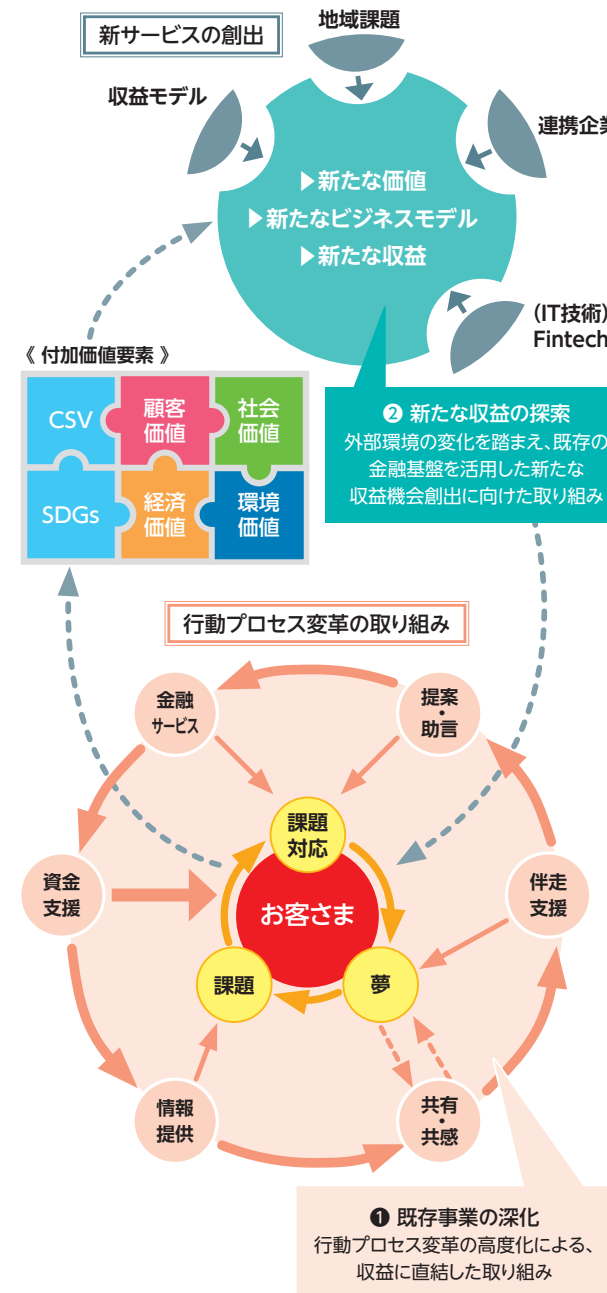 新サービスの創出
地域課題
収益モデル
連携企業
▶新たな価値
▶新たなビジネスモデル
▶新たな収益
(IT技術)
Fintech
《 付加価値要素 》
CSV
顧客
価値
社会
価値
SDGs
経済
価値
環境
価値
❷ 新たな収益の探索
外部環境の変化を踏まえ、既存の
金融基盤を活用した新たな
収益機会創出に向けた取り組み
行動プロセス変革の取り組み
金融
サービス
提案
・
助言
課題
対応
資金
支援
お客さま
伴走
支援
課題
夢
情報
提供
共有
・
共感
❶ 既存事業の深化
行動プロセス変革の高度化による、
収益に直結した取り組み